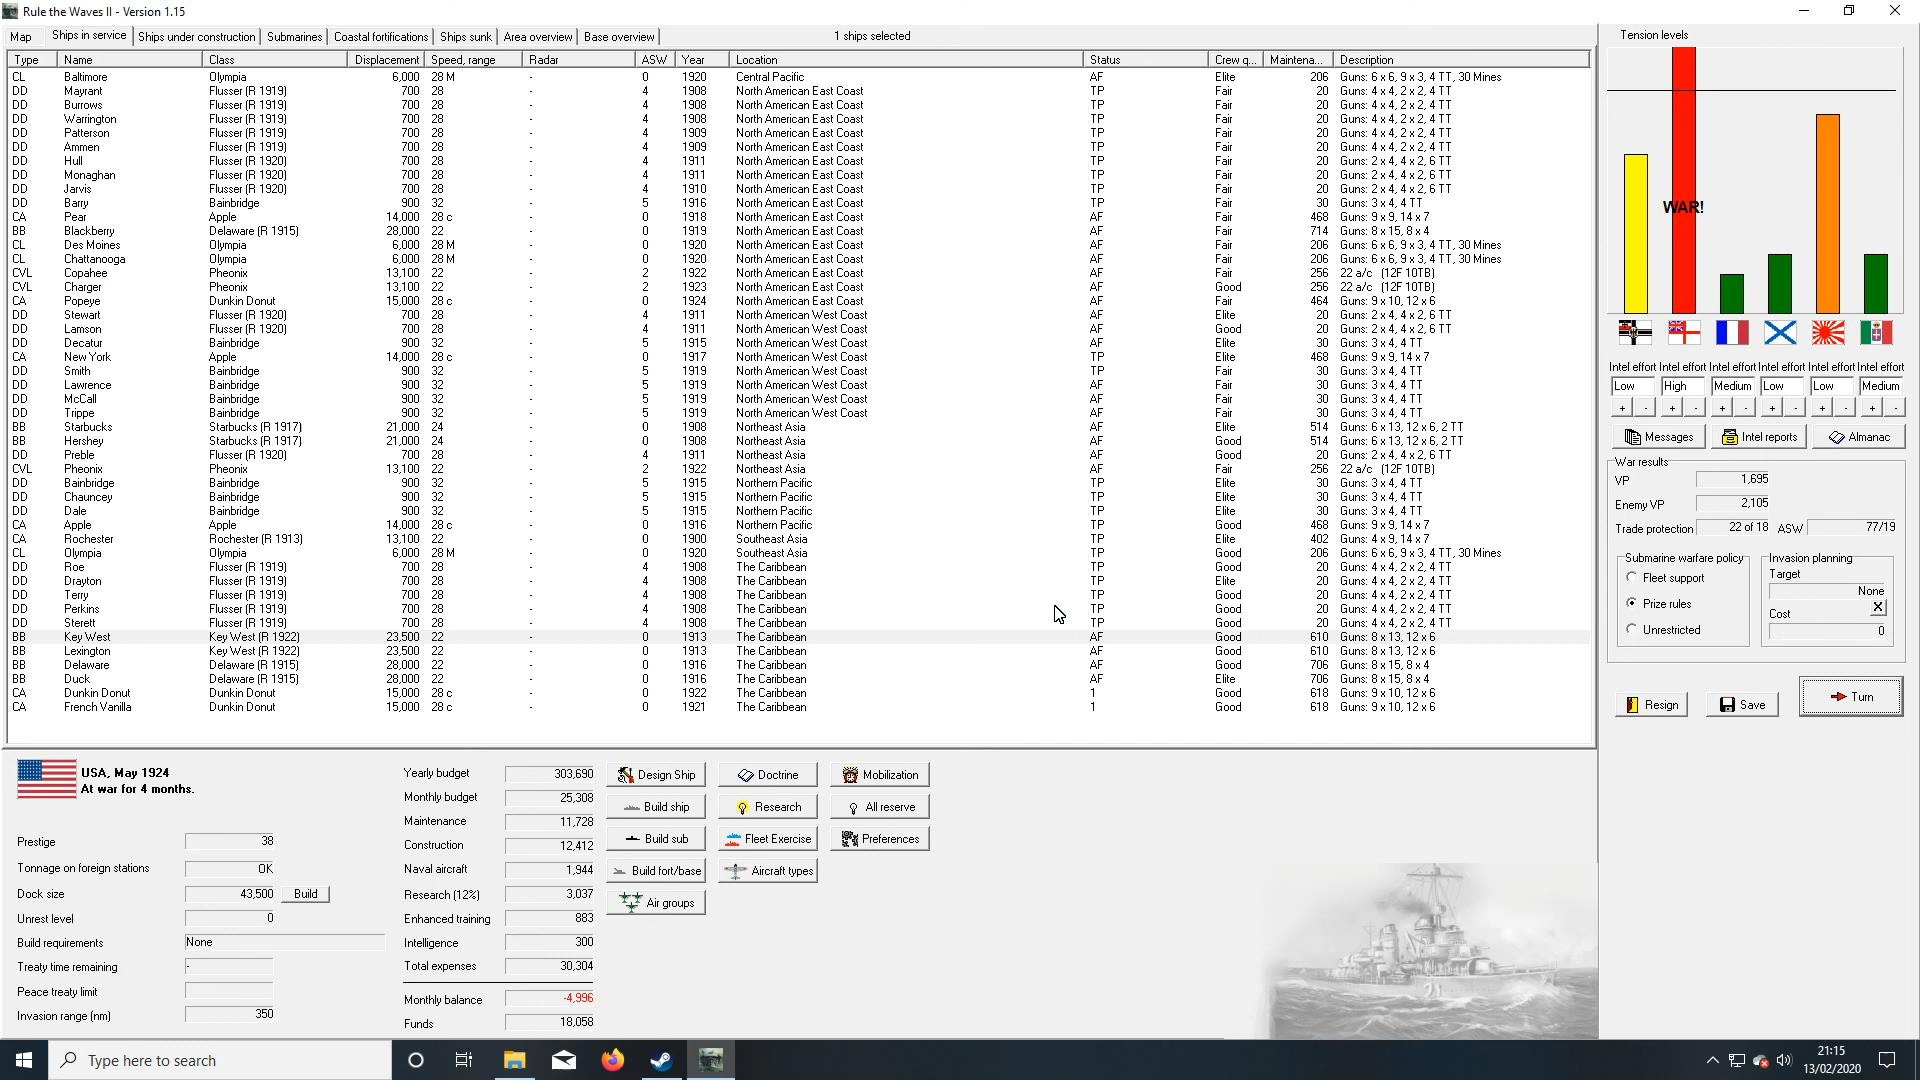 Rule the Waves II - Version 1.15
Map Ships in service Ships under construction Submarines Coastal fortifications Ships sunk Area overview Base overview 1 ships selected
Type Name Class Displacement Speed, range Radar ASW Year Location Status Crew q... Maintena... Description
CL Baltimore Olympia 6,000 28 M - 0 1920 Central Pacific AF Elite 206 Guns: 6 x 6, 9 x 3, 4 TT, 30 Mines
DD Mayrant Flusser (R 1919) 700 28 - 4 1908 North American East Coast TP Fair 20 Guns: 4 x 4, 2 x 2, 4 TT
DD Burrows Flusser (R 1919) 700 28 - 4 1908 North American East Coast TP Fair 20 Guns: 4 x 4, 2 x 2, 4 TT
DD Warrington Flusser (R 1919) 700 28 - 4 1908 North American East Coast TP Fair 20 Guns: 4 x 4, 2 x 2, 4 TT
DD Patterson Flusser (R 1919) 700 28 - 4 1909 North American East Coast TP Fair 20 Guns: 4 x 4, 2 x 2, 4 TT
DD Ammen Flusser (R 1919) 700 28 - 4 1909 North American East Coast TP Fair 20 Guns: 4 x 4, 2 x 2, 4 TT
DD Hull Flusser (R 1920) 700 28 - 4 1911 North American East Coast TP Fair 20 Guns: 2 x 4, 4 x 2, 6 TT
DD Monaghan Flusser (R 1920) 700 28 - 4 1911 North American East Coast TP Fair 20 Guns: 2 x 4, 4 x 2, 6 TT
DD Jarvis Flusser (R 1920) 700 28 - 4 1910 North American East Coast TP Fair 20 Guns: 2 x 4, 4 x 2, 6 TT
DD Barry Bainbridge 900 32 - 5 1916 North American East Coast TP Fair 30 Guns: 3 x 4, 4 TT
CA Pear Apple 14,000 28 c - 0 1918 North American East Coast AF Fair 468 Guns: 9 x 9, 14 x 7
BB Blackberry Delaware (R 1915) 28,000 22 - 0 1919 North American East Coast AF Fair 714 Guns: 8 x 15, 8 x 4
CL Des Moines Olympia 6,000 28 M - 0 1920 North American East Coast AF Fair 206 Guns: 6 x 6, 9 x 3, 4 TT, 30 Mines
CL Chattanooga Olympia 6,000 28 M - 0 1920 North American East Coast AF Fair 206 Guns: 6 x 6, 9 x 3, 4 TT, 30 Mines
CVL Copahee Pheonix 13,100 22 - 2 1922 North American East Coast AF Fair 256 22 a/c (12F 10TB)
CVL Charger Pheonix 13,100 22 - 2 1923 North American East Coast AF Good 256 22 a/c (12F 10TB)
CA Popeye Dunkin Donut 15,000 28 c - 0 1924 North American East Coast AF Fair 464 Guns: 9 x 10, 12 x 6
DD Stewart Flusser (R 1920) 700 28 - 4 1911 North American West Coast AF Elite 20 Guns: 2 x 4, 4 x 2, 6 TT
DD Lamson Flusser (R 1920) 700 28 - 4 1911 North American West Coast AF Good 20 Guns: 2 x 4, 4 x 2, 6 TT
DD Decatur Bainbridge 900 32 - 5 1915 North American West Coast AF Elite 30 Guns: 3 x 4, 4 TT
CA New York Apple 14,000 28 c - 0 1917 North American West Coast TP Elite 468 Guns: 9 x 9, 14 x 7
DD Smith Bainbridge 900 32 - 5 1919 North American West Coast TP Fair 30 Guns: 3 x 4, 4 TT
DD Lawrence Bainbridge 900 32 - 5 1919 North American West Coast AF Fair 30 Guns: 3 x 4, 4 TT
DD McCall Bainbridge 900 32 - 5 1919 North American West Coast AF Fair 30 Guns: 3 x 4, 4 TT
DD Trippe Bainbridge 900 32 - 5 1919 North American West Coast AF Fair 30 Guns: 3 x 4, 4 TT
BB Starbucks Starbucks (R 1917) 21,000 24 - 0 1908 Northeast Asia AF Elite 514 Guns: 6 x 13, 12 x 6, 2 TT
BB Hershey Starbucks (R 1917) 21,000 24 - 0 1908 Northeast Asia AF Good 514 Guns: 6 x 13, 12 x 6, 2 TT
DD Preble Flusser (R 1920) 700 28 - 4 1911 Northeast Asia AF Good 20 Guns: 2 x 4, 4 x 2, 6 TT
CVL Pheonix Pheonix 13,100 22 - 2 1922 Northeast Asia AF Fair 256 22 a/c (12F 10TB)
DD Bainbridge Bainbridge 900 32 - 5 1915 Northern Pacific TP Elite 30 Guns: 3 x 4, 4 TT
DD Chauncey Bainbridge 900 32 - 5 1915 Northern Pacific TP Elite 30 Guns: 3 x 4, 4 TT
DD Dale Bainbridge 900 32 - 5 1915 Northern Pacific TP Elite 30 Guns: 3 x 4, 4 TT
CA Apple Apple 14,000 28 c - 0 1916 Northern Pacific TP Good 468 Guns: 9 x 9, 14 x 7
CA Rochester Rochester (R 1913) 13,100 22 - 0 1900 Southeast Asia TP Elite 402 Guns: 4 x 9, 14 x 7
CL Olympia Olympia 6,000 28 M - 0 1920 Southeast Asia TP Good 206 Guns: 6 x 6, 9 x 3, 4 TT, 30 Mines
DD Roe Flusser (R 1919) 700 28 - 4 1908 The Caribbean TP Good 20 Guns: 4 x 4, 2 x 2, 4 TT
DD Drayton Flusser (R 1919) 700 28 - 4 1908 The Caribbean TP Elite 20 Guns: 4 x 4, 2 x 2, 4 TT
DD Terry Flusser (R 1919) 700 28 - 4 1908 The Caribbean TP Good 20 Guns: 4 x 4, 2 x 2, 4 TT
DD Perkins Flusser (R 1919) 700 28 - 4 1908 The Caribbean TP Good 20 Guns: 4 x 4, 2 x 2, 4 TT
DD Sterett Flusser (R 1919) 700 28 - 4 1908 The Caribbean TP Good 20 Guns: 4 x 4, 2 x 2, 4 TT
BB Key West Key West (R 1922) 23,500 22 - 0 1913 The Caribbean AF Good 610 Guns: 8 x 13, 12 x 6
BB Lexington Key West (R 1922) 23,500 22 - 0 1913 The Caribbean AF Good 610 Guns: 8 x 13, 12 x 6
BB Delaware Delaware (R 1915) 28,000 22 - 0 1916 The Caribbean AF Good 706 Guns: 8 x 15, 8 x 4
BB Duck Delaware (R 1915) 28,000 22 - 0 1916 The Caribbean AF Elite 706 Guns: 8 x 15, 8 x 4
CA Dunkin Donut Dunkin Donut 15,000 28 c - 0 1922 The Caribbean 1 Good 618 Guns: 9 x 10, 12 x 6
CA French Vanilla Dunkin Donut 15,000 28 c - 0 1921 The Caribbean 1 Good 618 Guns: 9 x 10, 12 x 6
Tension levels
WAR!
Intel effort Intel effort Intel effort Intel effort Intel effort Intel effort
Low High Medium Low Low Medium
+ - + - + - + - + - + -
Messages Intel reports Almanac
War results
VP 1,695
Enemy VP 2,105
Trade protection 22 of 18 ASW 77/19
Submarine warfare policy
Fleet support
Prize rules
Unrestricted
Invasion planning
Target
None
Cost X
0
Resign Save Turn
USA, May 1924
At war for 4 months.
Prestige 38
Tonnage on foreign stations OK
Dock size 43,500 Build
Unrest level 0
Build requirements None
Treaty time remaining -
Peace treaty limit
Invasion range (nm) 350
Yearly budget 303,690
Monthly budget 25,308
Maintenance 11,728
Construction 12,412
Naval aircraft 1,944
Research (12%) 3,037
Enhanced training 883
Intelligence 300
Total expenses 30,304
Monthly balance -4,996
Funds 18,058
Design Ship Doctrine Mobilization
Build ship Research All reserve
Build sub Fleet Exercise Preferences
Build fort/base Aircraft types
Air groups
Type here to search
21:15
13/02/2020